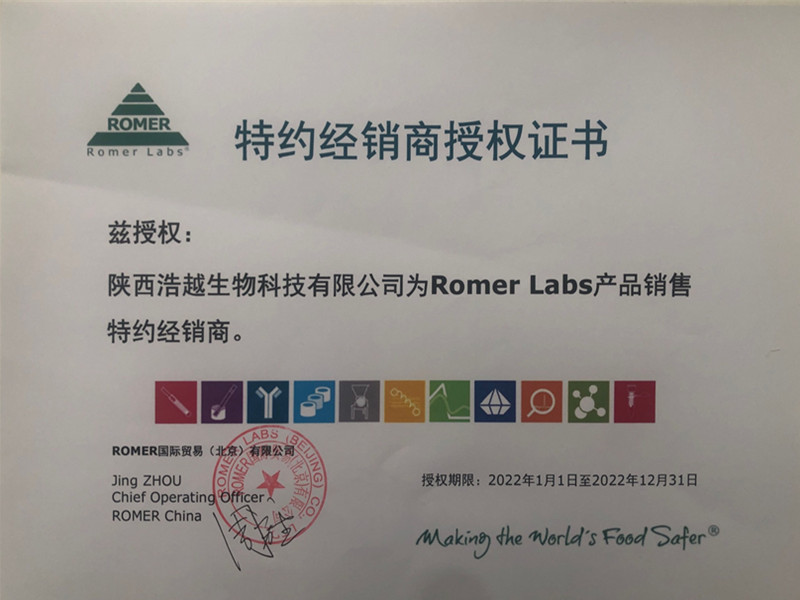 ROMER
Romer Labs®
特约经销商授权证书
兹授权：
陕西浩越生物科技有限公司为Romer Labs产品销售
特约经销商。
ROMER国际贸易（北京）有限公司
Jing ZHOU
Chief Operating Officer
ROMER China
ROMER LABS (BEIJING) CO
授权期限：2022年1月1日至2022年12月31日
Making the World's Food Safer®